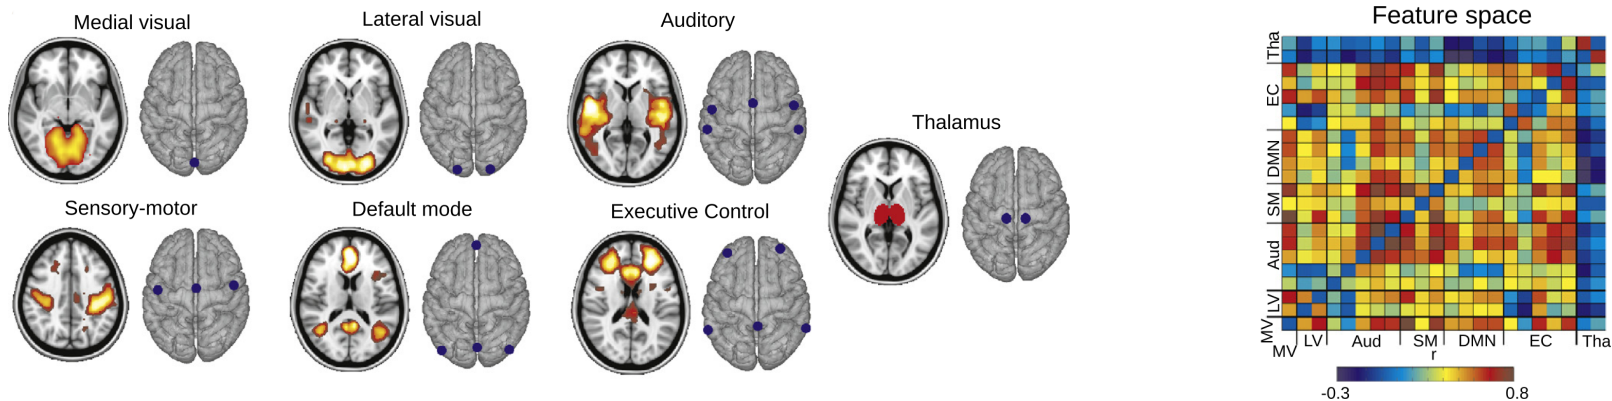 Medial visual
Lateral visual
Auditory
Thalamus
Sensory-motor
Default mode
Executive Control
Feature space
Tha
EC
DMN
SM
Aud
LV
MV
MV
LV
Aud
SM
DMN
EC
Tha
r
-0.3
0.8